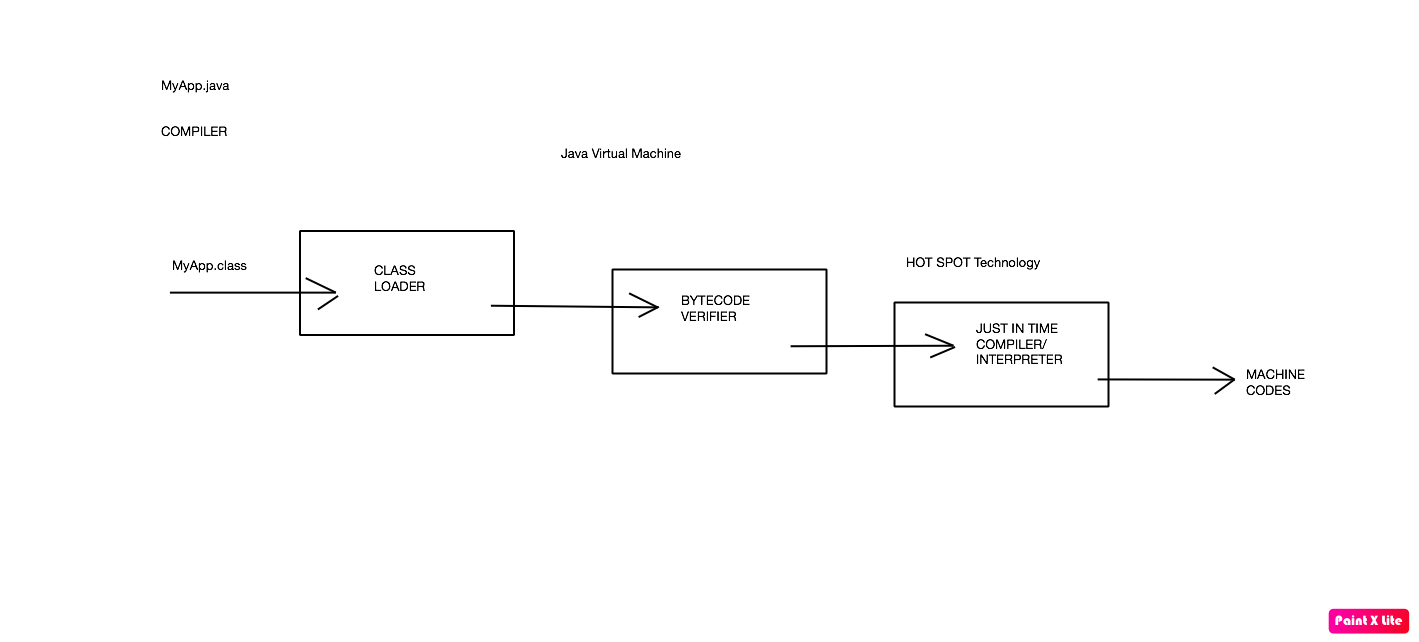 MyApp.java
COMPILER
Java Virtual Machine
MyApp.class
CLASS
LOADER
BYTECODE
VERIFIER
HOT SPOT Technology
JUST IN TIME
COMPILER/
INTERPRETER
MACHINE
CODES
Paint X Lite